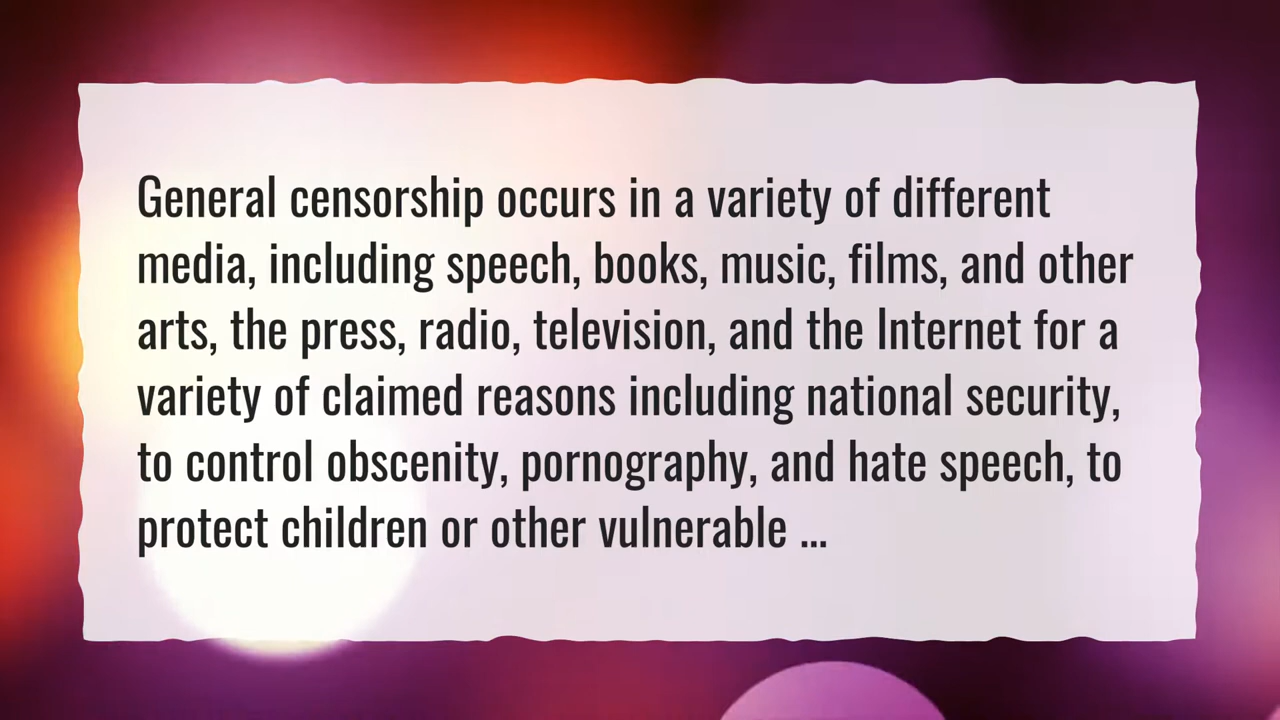 General censorship occurs in a variety of different
media, including speech, books, music, films, and other
arts, the press, radio, television, and the Internet for a
variety of claimed reasons including national security,
to control obscenity, pornography, and hate speech, to
protect children or other vulnerable ...